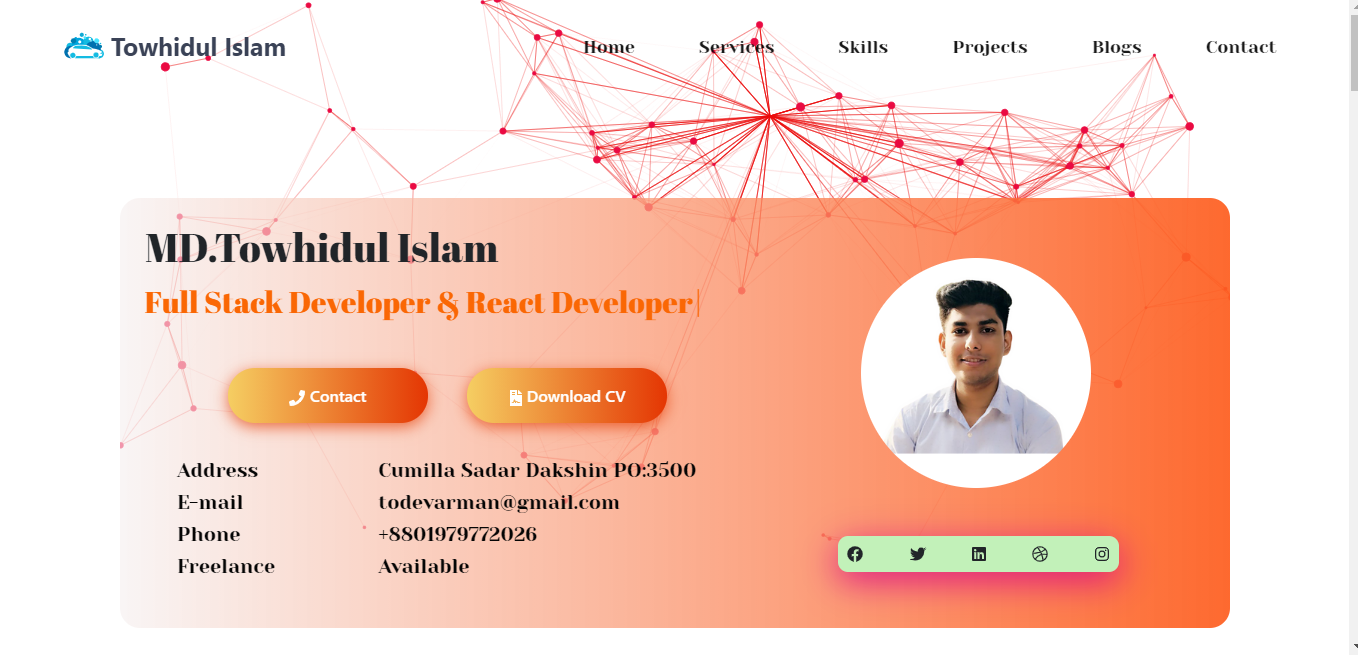 Towhidul Islam
Home Services Skills Projects Blogs Contact
MD.Towhidul Islam
Full Stack Developer & React Developer|
Contact Download CV
Address Cumilla Sadar Dakshin PO:3500
E-mail todevarman@gmail.com
Phone +8801979772026
Freelance Available